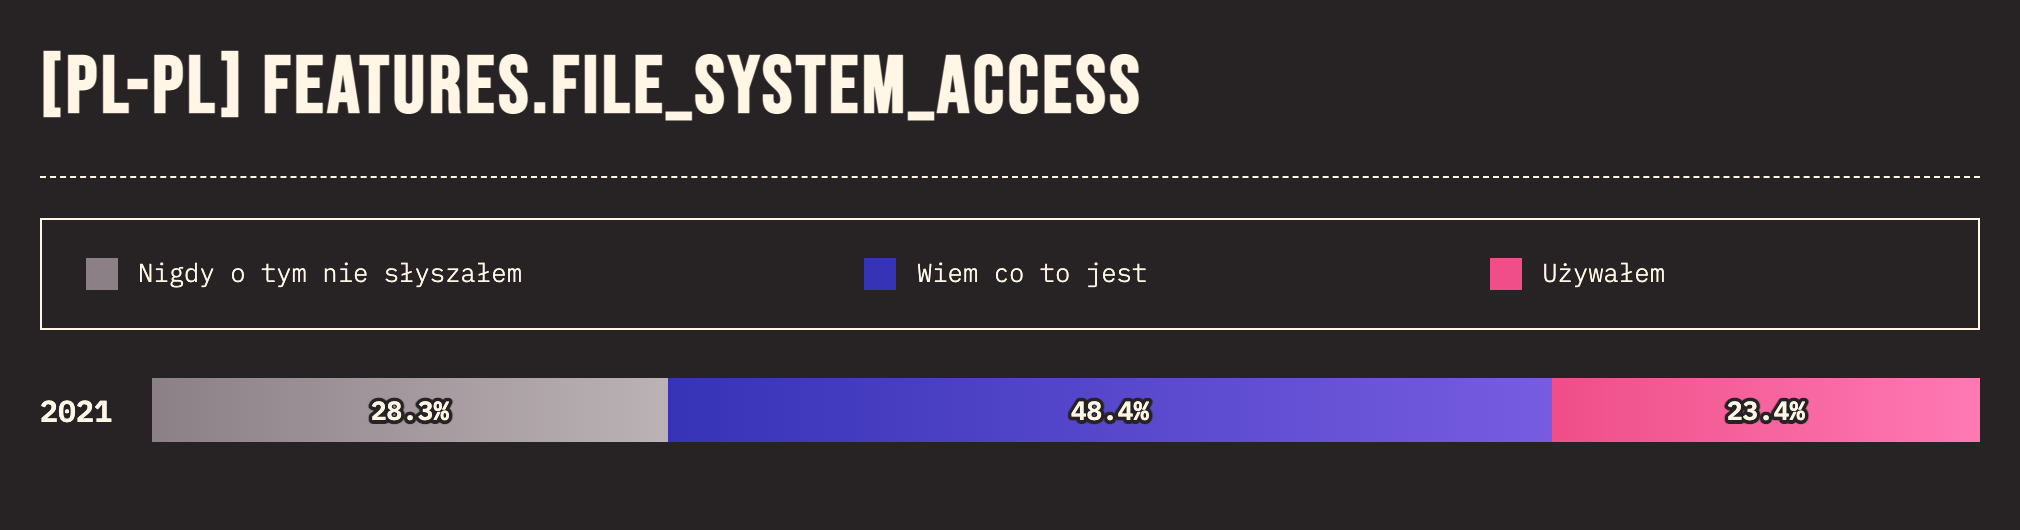 [PL-PL] FEATURES.FILE_SYSTEM_ACCESS
Nigdy o tym nie słyszałem
Wiem co to jest
Używałem
2021 28.3% 48.4% 23.4%